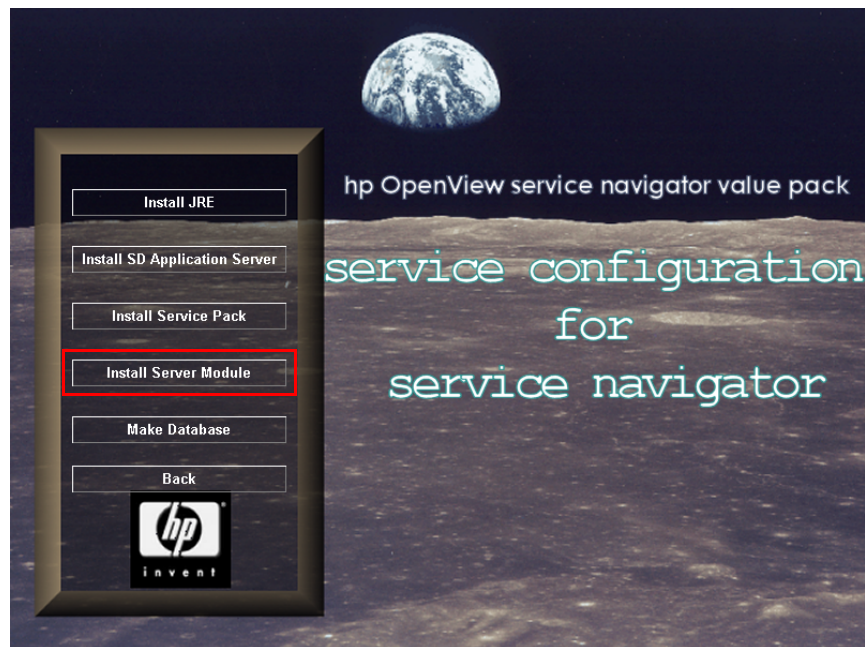 hp OpenView service navigator value pack
service configuration
for
service navigator
Install JRE
Install SD Application Server
Install Service Pack
Install Server Module
Make Database
Back
hp
invent